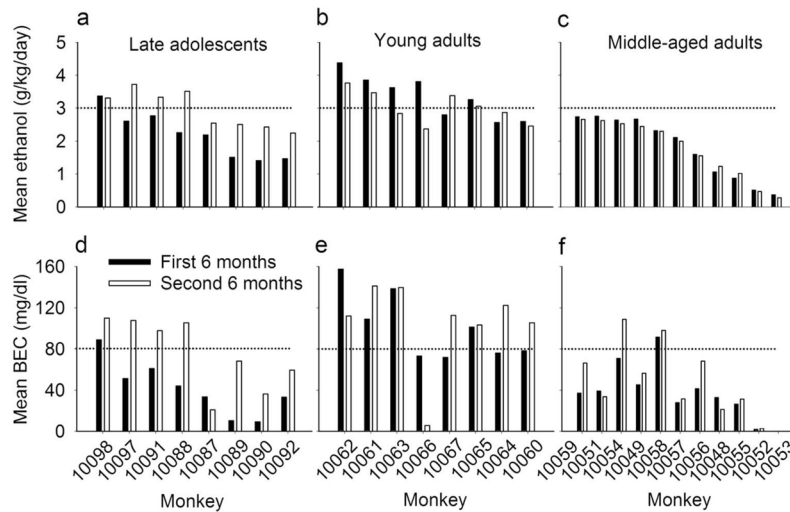 a
b
c
Late adolescents
Young adults
Middle-aged adults
Mean ethanol (g/kg/day)
5
4
3
2
1
0
d
e
f
First 6 months
Second 6 months
Mean BEC (mg/dl)
160
120
80
40
0
10098 10097 10091 10088 10087 10089 10090 10092
10062 10061 10063 10066 10067 10065 10064 10060
10059 10051 10054 10049 10058 10057 10056 10048 10055 10052 10053
Monkey
Monkey
Monkey